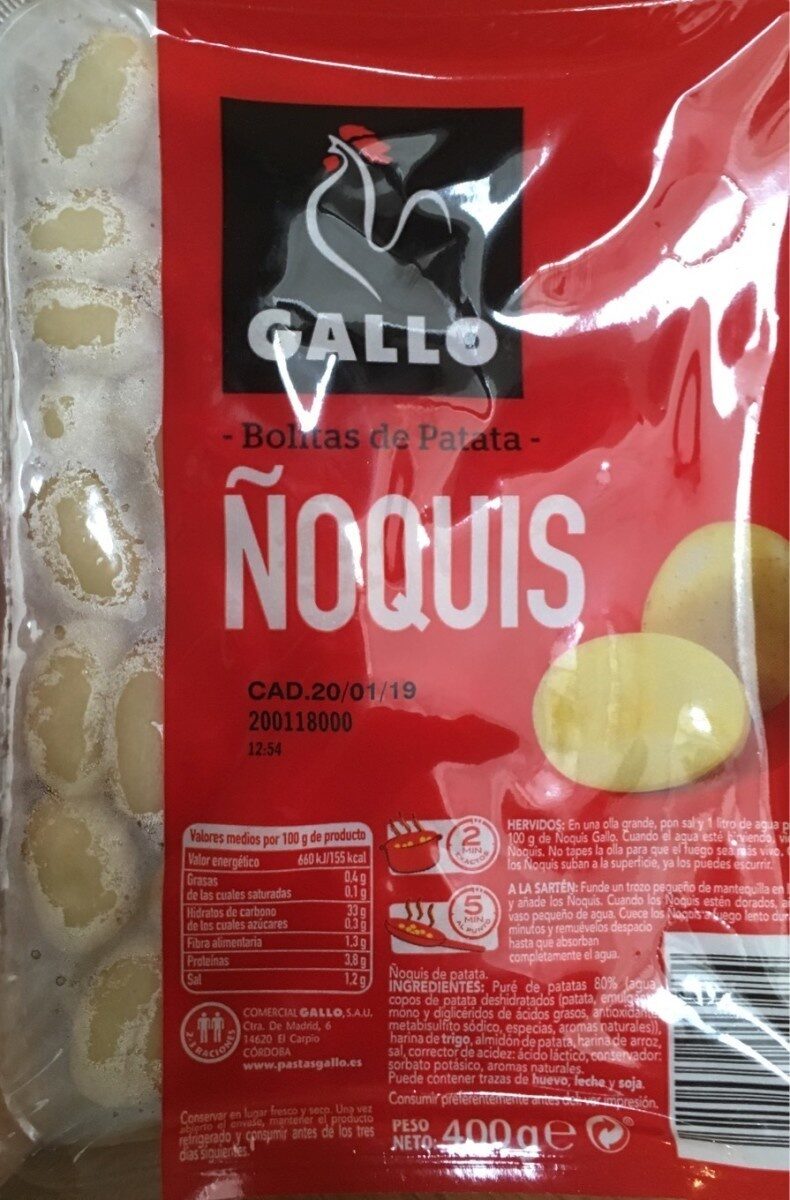 GALLO
- Bolitas de Patata -
ÑOQUIS
CAD.20/01/19
200118000
12:54
Valores medios por 100 g de producto
Valor energético 660 kJ/155 kcal
Grasas 0,4 g
de las cuales saturadas 0,1 g
Hidratos de carbono 33 g
de los cuales azúcares 0,3 g
Fibra alimentaria 1,3 g
Proteínas 3,8 g
Sal 1,2 g
2-3 RACIONES
COMERCIAL GALLO, S.A.U.
Ctra. De Madrid, 6
14620 El Carpio
CÓRDOBA
www.pastasgallo.es
Conservar en lugar fresco y seco. Una vez
abierto el envase, mantener el producto
refrigerado y consumir antes de los tres
días siguientes.
2 MIN. EXACTOS
5 MIN. AL PUNTO
HERVIDOS: En una olla grande, pon sal y 1 litro de agua p
100 g de Ñoquis Gallo. Cuando el agua esté hirviendo,
Ñoquis. No tapes la olla para que el fuego sea más vivo.
los Ñoquis suban a la superficie, ya los puedes escurrir.
A LA SARTÉN: Funde un trozo pequeño de mantequilla en
y añade los Ñoquis. Cuando los Ñoquis estén dorados,
vaso pequeño de agua. Cuece los Ñoquis a fuego lento
minutos y remuévelos despacio
hasta que absorban
completamente el agua.
Ñoquis de patata.
INGREDIENTES: Puré de patatas 80% (agua,
copos de patata deshidratados (patata,
mono y diglicéridos de ácidos grasos, antioxidante
metabisulfito sódico, especias, aromas naturales)),
harina de trigo, almidón de patata, harina de arroz,
sal, corrector de acidez: ácido láctico, conservador:
sorbato potásico, aromas naturales.
Puede contener trazas de huevo, leche y soja.
Consumir preferentemente antes del: ver impresión.
PESO NETO: 400 g e